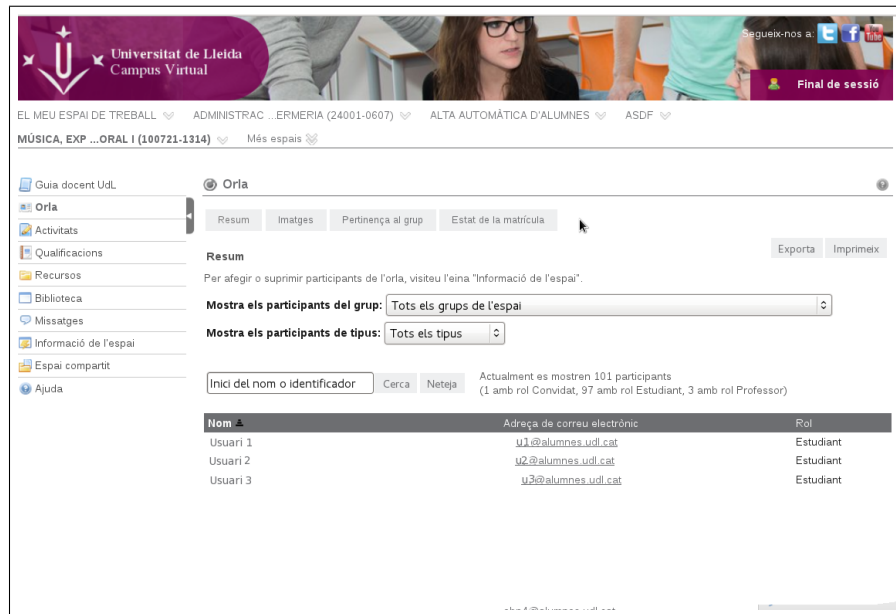 Universitat de Lleida
Campus Virtual
Segueix-nos a:
You Tube
Final de sessió
EL MEU ESPAI DE TREBALL ADMINISTRAC ...ERMERIA (24001-0607) ALTA AUTOMÀTICA D'ALUMNES ASDF
MÚSICA, EXP ...ORAL I (100721-1314) Més espais
Guia docent UdL
Orla
Activitats
Qualificacions
Recursos
Biblioteca
Missatges
Informació de l'espai
Espai compartit
Ajuda
Orla
Resum Imatges Pertinença al grup Estat de la matrícula
Exporta Imprimeix
Resum
Per afegir o suprimir participants de l'orla, visiteu l'eina "Informació de l'espai".
Mostra els participants del grup: Tots els grups de l'espai
Mostra els participants de tipus: Tots els tipus
Inici del nom o identificador Cerca Neteja
Actualment es mostren 101 participants
(1 amb rol Convidat, 97 amb rol Estudiant, 3 amb rol Professor)
Nom Adreça de correu electrònic Rol
Usuari 1 u1@alumnes.udl.cat Estudiant
Usuari 2 u2@alumnes.udl.cat Estudiant
Usuari 3 u3@alumnes.udl.cat Estudiant